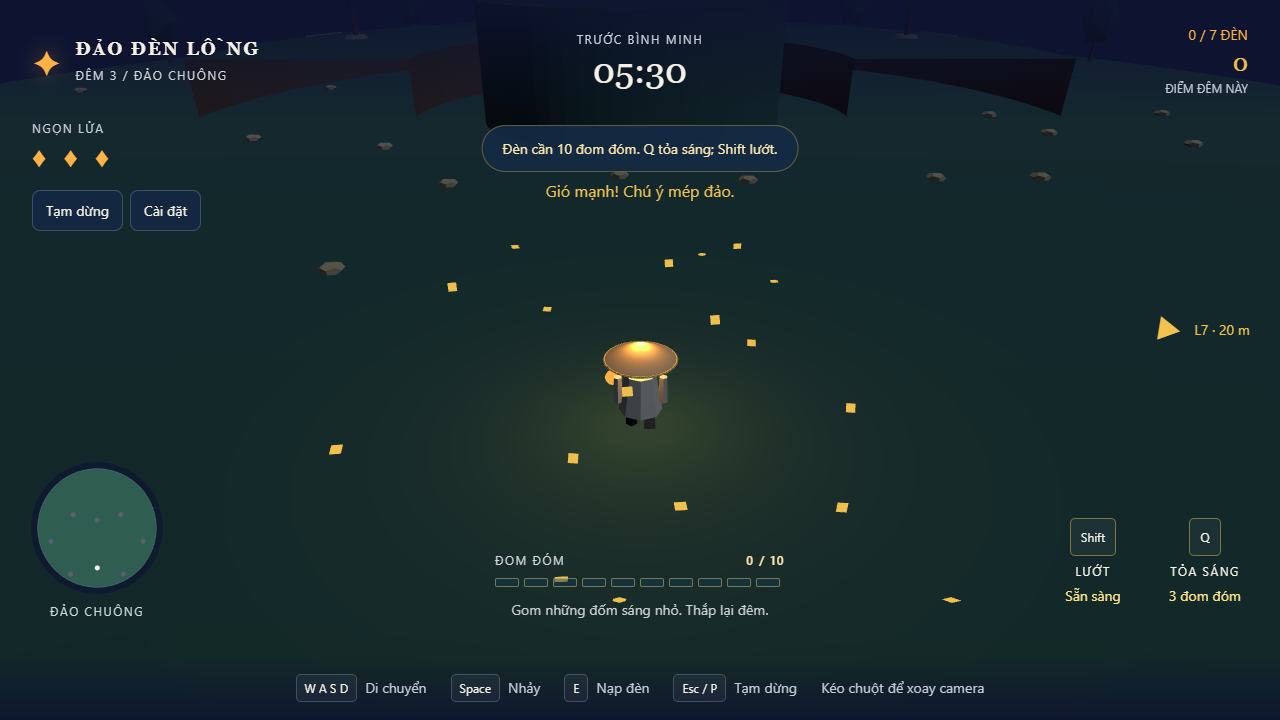 ĐẢO ĐÈN LỒNG
ĐÊM 3 / ĐẢO CHUÔNG
NGỌN LỬA
Tạm dừng
Cài đặt
TRƯỚC BÌNH MINH
05:30
Đèn cần 10 đom đóm. Q tỏa sáng; Shift lướt.
Gió mạnh! Chú ý mép đảo.
0 / 7 ĐÈN
0
ĐIỂM ĐÊM NÀY
L7 · 20 m
ĐẢO CHUÔNG
ĐOM ĐÓM 0 / 10
Gom những đốm sáng nhỏ. Thắp lại đêm.
Shift
LƯỚT
Sẵn sàng
Q
TỎA SÁNG
3 đom đóm
W A S D Di chuyển Space Nhảy E Nạp đèn Esc / P Tạm dừng Kéo chuột để xoay camera